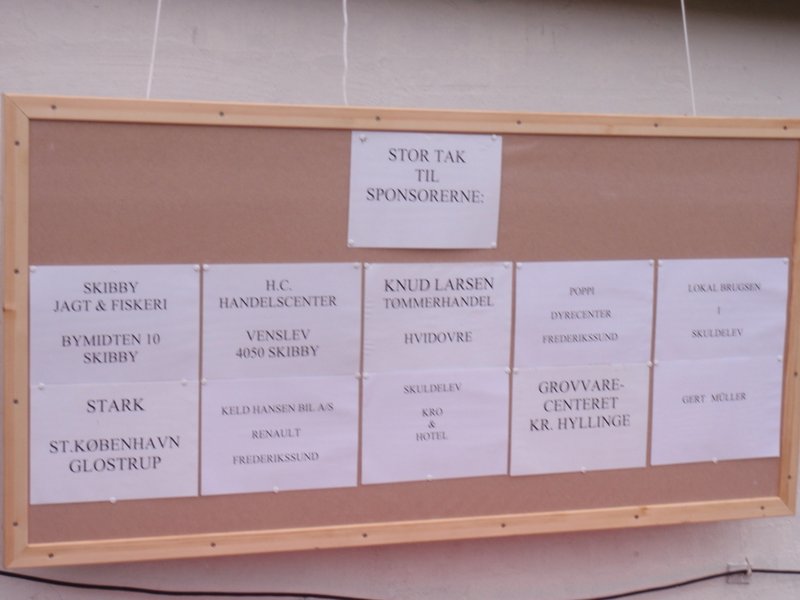 STOR TAK
TIL
SPONSORERNE:
SKIBBY
JAGT & FISKERI
BYMIDTEN 10
SKIBBY
H.C.
HANDELSCENTER
VENSLEV
4050 SKIBBY
KNUD LARSEN
TØMMERHANDEL
HVIDOVRE
POPPI
DYRECENTER
FREDERIKSSUND
LOKAL BRUGSEN
I
SKULDELEV
STARK
ST.KØBENHAVN
GLOSTRUP
KELD HANSEN BIL A/S
RENAULT
FREDERIKSSUND
SKULDELEV
KRO
&
HOTEL
GROVVARE-
CENTERET
KR. HYLLINGE
GERT MÜLLER